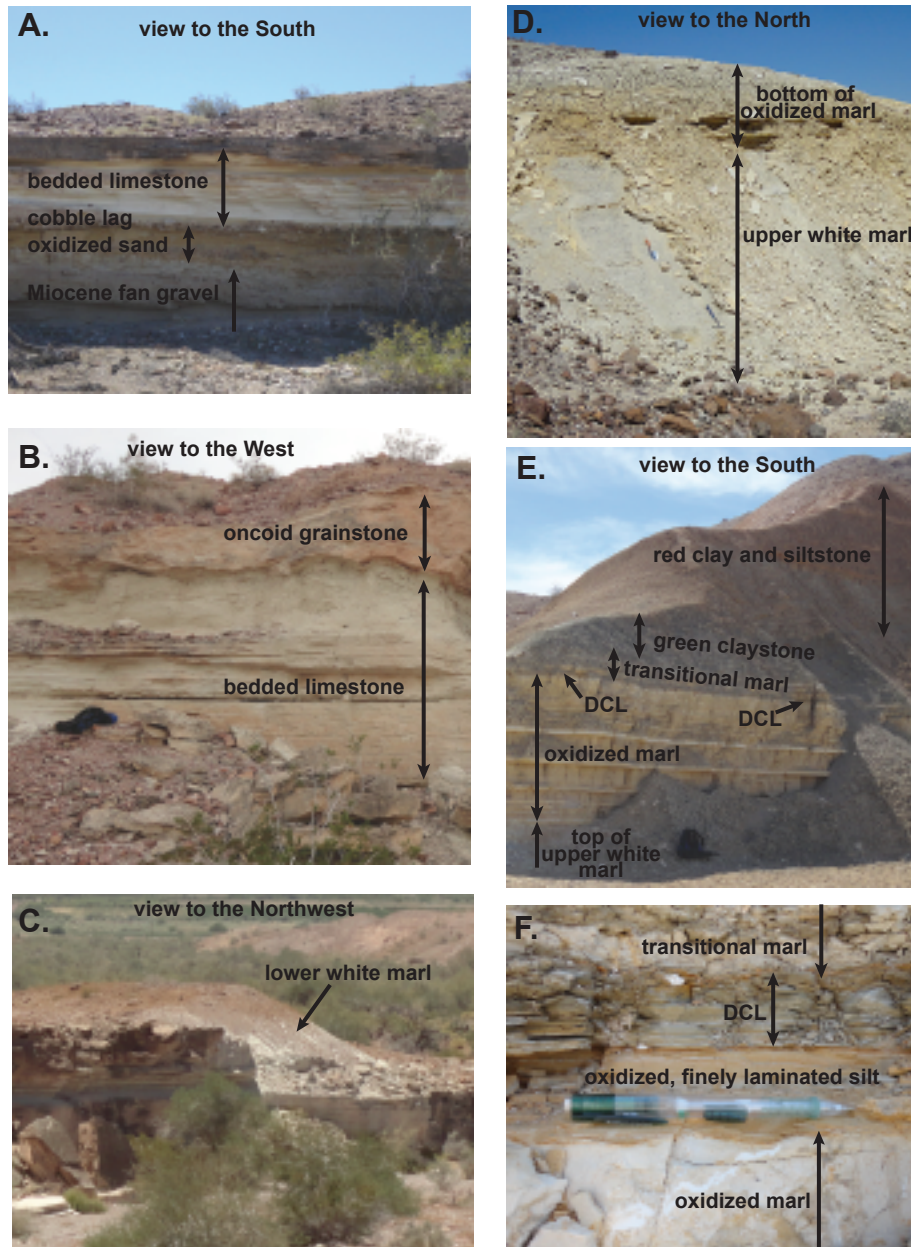 A.
view to the South
bedded limestone
cobble lag
oxidized sand
Miocene fan gravel
B.
view to the West
oncoid grainstone
bedded limestone
C.
view to the Northwest
lower white marl
D.
view to the North
bottom of
oxidized marl
upper white marl
E.
view to the South
red clay and siltstone
green claystone
transitional marl
DCL
DCL
oxidized marl
top of
upper white
marl
F.
transitional marl
DCL
oxidized, finely laminated silt
oxidized marl